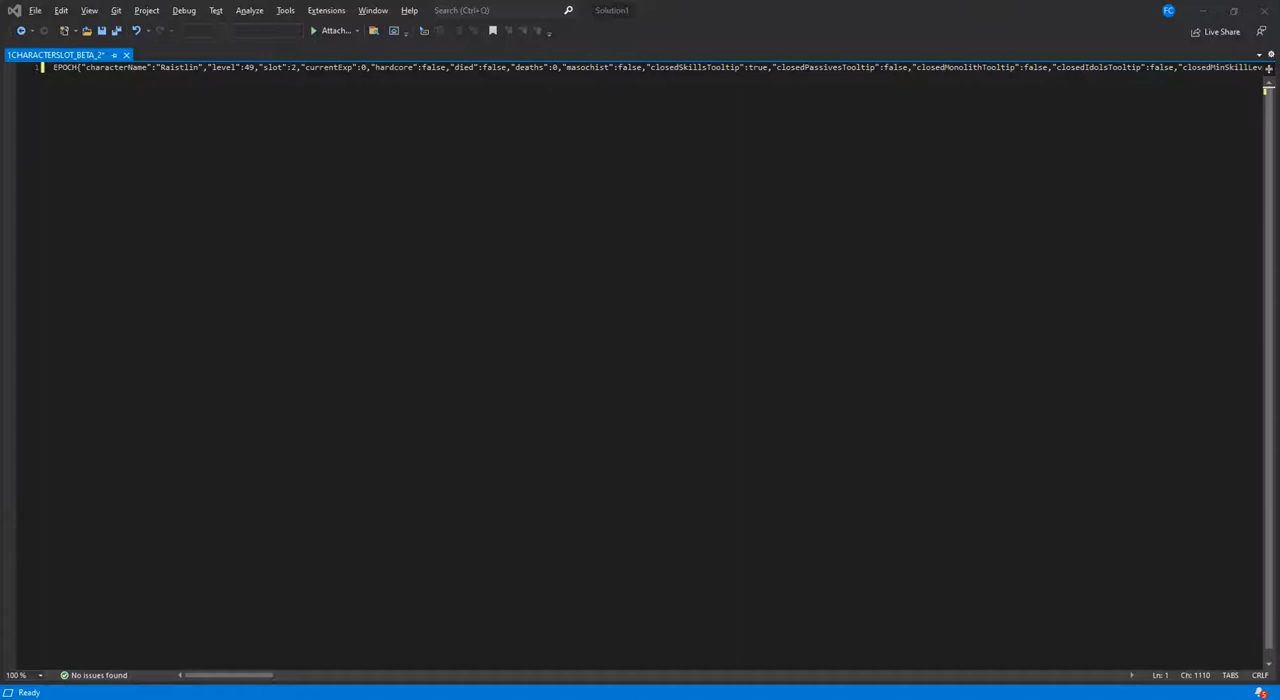 File Edit View Git Project Debug Test Analyze Tools Extensions Window Help Search (Ctrl+Q) Solution1 FC
Attach... Live Share
1CHARACTERSLOT_BETA_2*
1 EPOCH{"characterName":"Raistlin","level":49,"slot":2,"currentExp":0,"hardcore":false,"died":false,"deaths":0,"masochist":false,"closedSkillsTooltip":true,"closedPassivesTooltip":false,"closedMonolithTooltip":false,"closedIdolsTooltip":false,"closedMinSkillLev
100 % No issues found Ln: 1 Ch: 1110 TABS CRLF
Ready